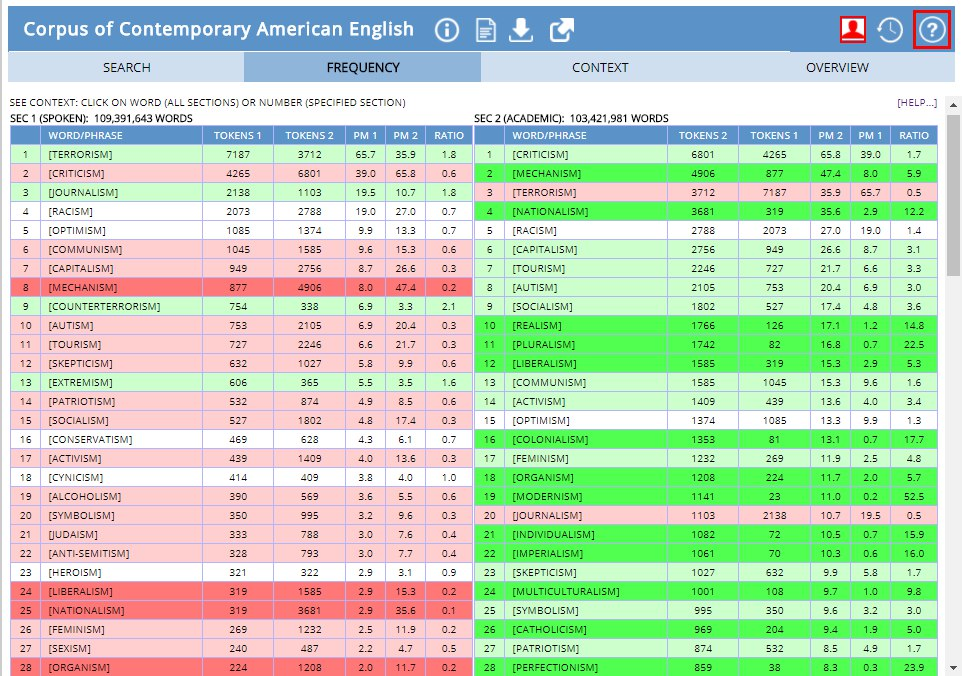 Corpus of Contemporary American English
SEARCH FREQUENCY CONTEXT OVERVIEW
SEE CONTEXT: CLICK ON WORD (ALL SECTIONS) OR NUMBER (SPECIFIED SECTION) [HELP...]
SEC 1 (SPOKEN): 109,391,643 WORDS SEC 2 (ACADEMIC): 103,421,981 WORDS
WORD/PHRASE TOKENS 1 TOKENS 2 PM 1 PM 2 RATIO WORD/PHRASE TOKENS 2 TOKENS 1 PM 2 PM 1 RATIO
1 [TERRORISM] 7187 3712 65.7 35.9 1.8 1 [CRITICISM] 6801 4265 65.8 39.0 1.7
2 [CRITICISM] 4265 6801 39.0 65.8 0.6 2 [MECHANISM] 4906 877 47.4 8.0 5.9
3 [JOURNALISM] 2138 1103 19.5 10.7 1.8 3 [TERRORISM] 3712 7187 35.9 65.7 0.5
4 [RACISM] 2073 2788 19.0 27.0 0.7 4 [NATIONALISM] 3681 319 35.6 2.9 12.2
5 [OPTIMISM] 1085 1374 9.9 13.3 0.7 5 [RACISM] 2788 2073 27.0 19.0 1.4
6 [COMMUNISM] 1045 1585 9.6 15.3 0.6 6 [CAPITALISM] 2756 949 26.6 8.7 3.1
7 [CAPITALISM] 949 2756 8.7 26.6 0.3 7 [TOURISM] 2246 727 21.7 6.6 3.3
8 [MECHANISM] 877 4906 8.0 47.4 0.2 8 [AUTISM] 2105 753 20.4 6.9 3.0
9 [COUNTERTERRORISM] 754 338 6.9 3.3 2.1 9 [SOCIALISM] 1802 527 17.4 4.8 3.6
10 [AUTISM] 753 2105 6.9 20.4 0.3 10 [REALISM] 1766 126 17.1 1.2 14.8
11 [TOURISM] 727 2246 6.6 21.7 0.3 11 [PLURALISM] 1742 82 16.8 0.7 22.5
12 [SKEPTICISM] 632 1027 5.8 9.9 0.6 12 [LIBERALISM] 1585 319 15.3 2.9 5.3
13 [EXTREMISM] 606 365 5.5 3.5 1.6 13 [COMMUNISM] 1585 1045 15.3 9.6 1.6
14 [PATRIOTISM] 532 874 4.9 8.5 0.6 14 [ACTIVISM] 1409 439 13.6 4.0 3.4
15 [SOCIALISM] 527 1802 4.8 17.4 0.3 15 [OPTIMISM] 1374 1085 13.3 9.9 1.3
16 [CONSERVATISM] 469 628 4.3 6.1 0.7 16 [COLONIALISM] 1353 81 13.1 0.7 17.7
17 [ACTIVISM] 439 1409 4.0 13.6 0.3 17 [FEMINISM] 1232 269 11.9 2.5 4.8
18 [CYNICISM] 414 409 3.8 4.0 1.0 18 [ORGANISM] 1208 224 11.7 2.0 5.7
19 [ALCOHOLISM] 390 569 3.6 5.5 0.6 19 [MODERNISM] 1141 23 11.0 0.2 52.5
20 [SYMBOLISM] 350 995 3.2 9.6 0.3 20 [JOURNALISM] 1103 2138 10.7 19.5 0.5
21 [JUDAISM] 333 788 3.0 7.6 0.4 21 [INDIVIDUALISM] 1082 72 10.5 0.7 15.9
22 [ANTI-SEMITISM] 328 793 3.0 7.7 0.4 22 [IMPERIALISM] 1061 70 10.3 0.6 16.0
23 [HEROISM] 321 322 2.9 3.1 0.9 23 [SKEPTICISM] 1027 632 9.9 5.8 1.7
24 [LIBERALISM] 319 1585 2.9 15.3 0.2 24 [MULTICULTURALISM] 1001 108 9.7 1.0 9.8
25 [NATIONALISM] 319 3681 2.9 35.6 0.1 25 [SYMBOLISM] 995 350 9.6 3.2 3.0
26 [FEMINISM] 269 1232 2.5 11.9 0.2 26 [CATHOLICISM] 969 204 9.4 1.9 5.0
27 [SEXISM] 240 487 2.2 4.7 0.5 27 [PATRIOTISM] 874 532 8.5 4.9 1.7
28 [ORGANISM] 224 1208 2.0 11.7 0.2 28 [PERFECTIONISM] 859 38 8.3 0.3 23.9